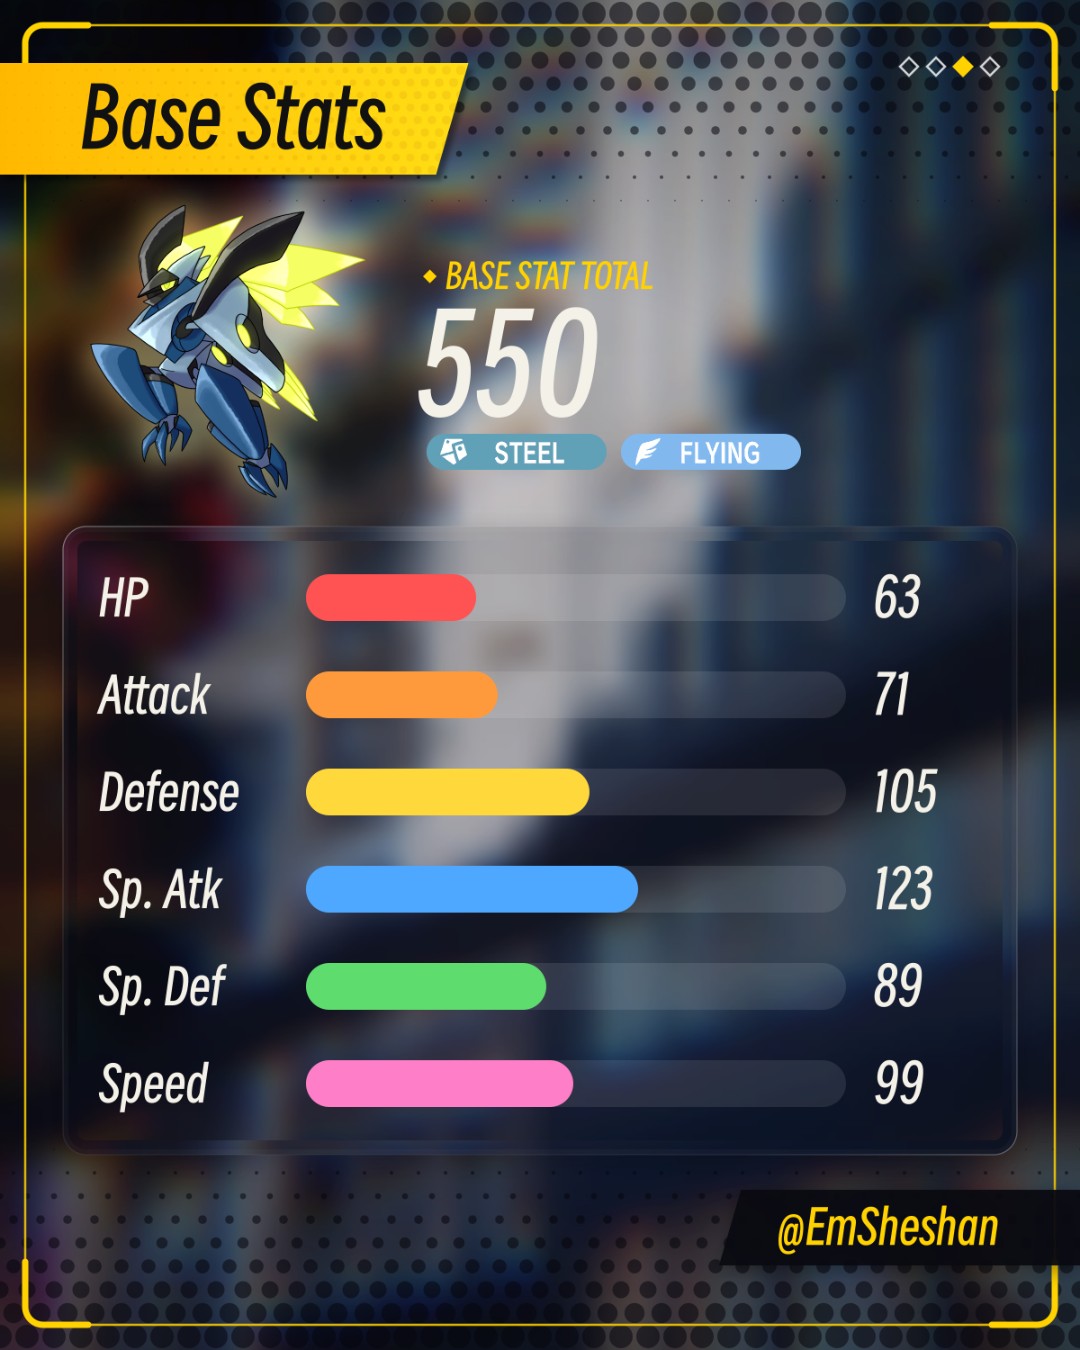 Base Stats
BASE STAT TOTAL
550
STEEL FLYING
HP 63
Attack 71
Defense 105
Sp. Atk 123
Sp. Def 89
Speed 99
@EmSheshan